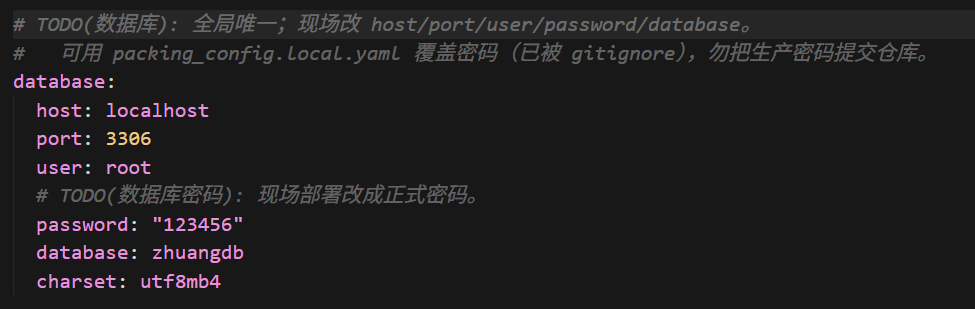 # TODO(数据库): 全局唯一；现场改 host/port/user/password/database。
#   可用 packing_config.local.yaml 覆盖密码（已被 gitignore），勿把生产密码提交仓库。
database:
  host: localhost
  port: 3306
  user: root
  # TODO(数据库密码): 现场部署改成正式密码。
  password: "123456"
  database: zhuangdb
  charset: utf8mb4